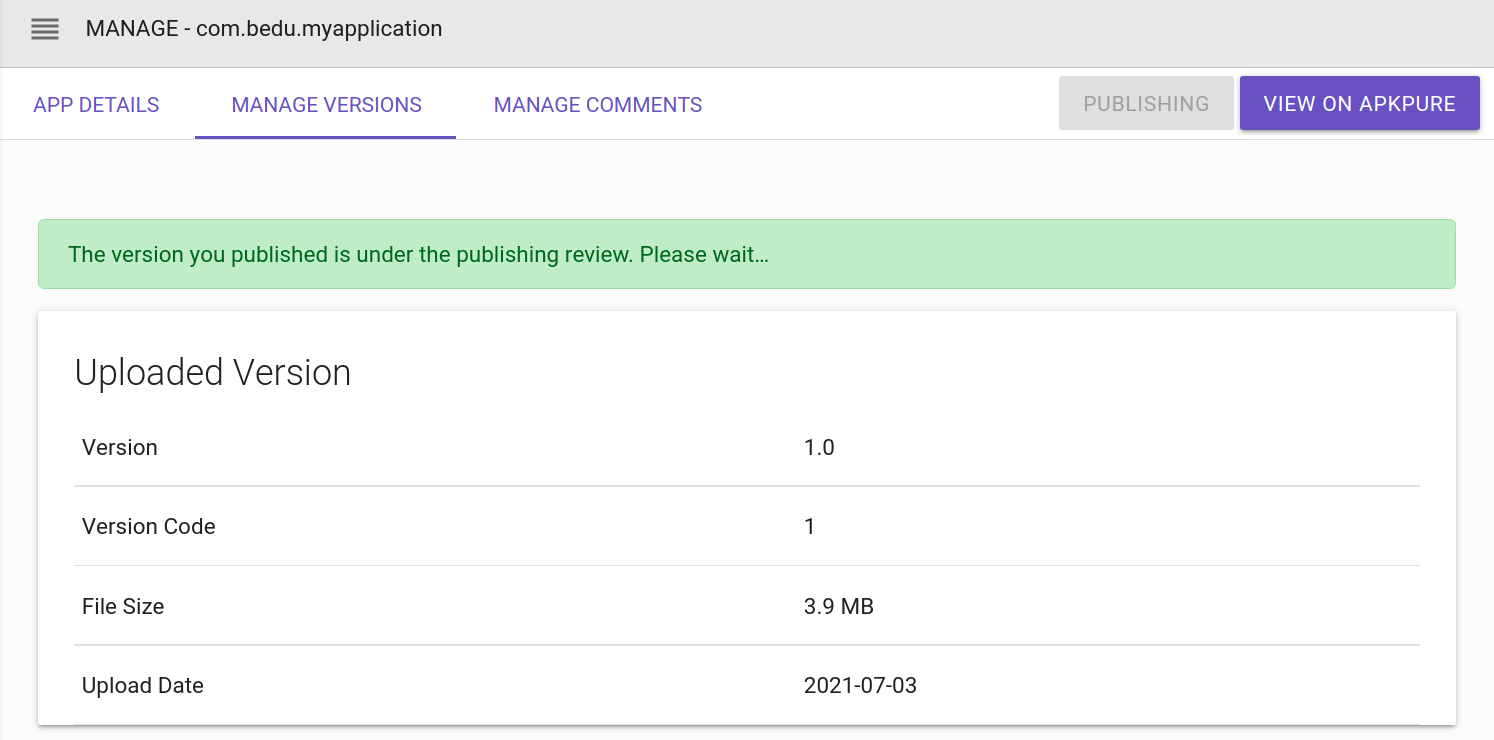 MANAGE - com.bedu.myapplication
APP DETAILS MANAGE VERSIONS MANAGE COMMENTS PUBLISHING VIEW ON APKPURE
The version you published is under the publishing review. Please wait...
Uploaded Version
Version 1.0
Version Code 1
File Size 3.9 MB
Upload Date 2021-07-03